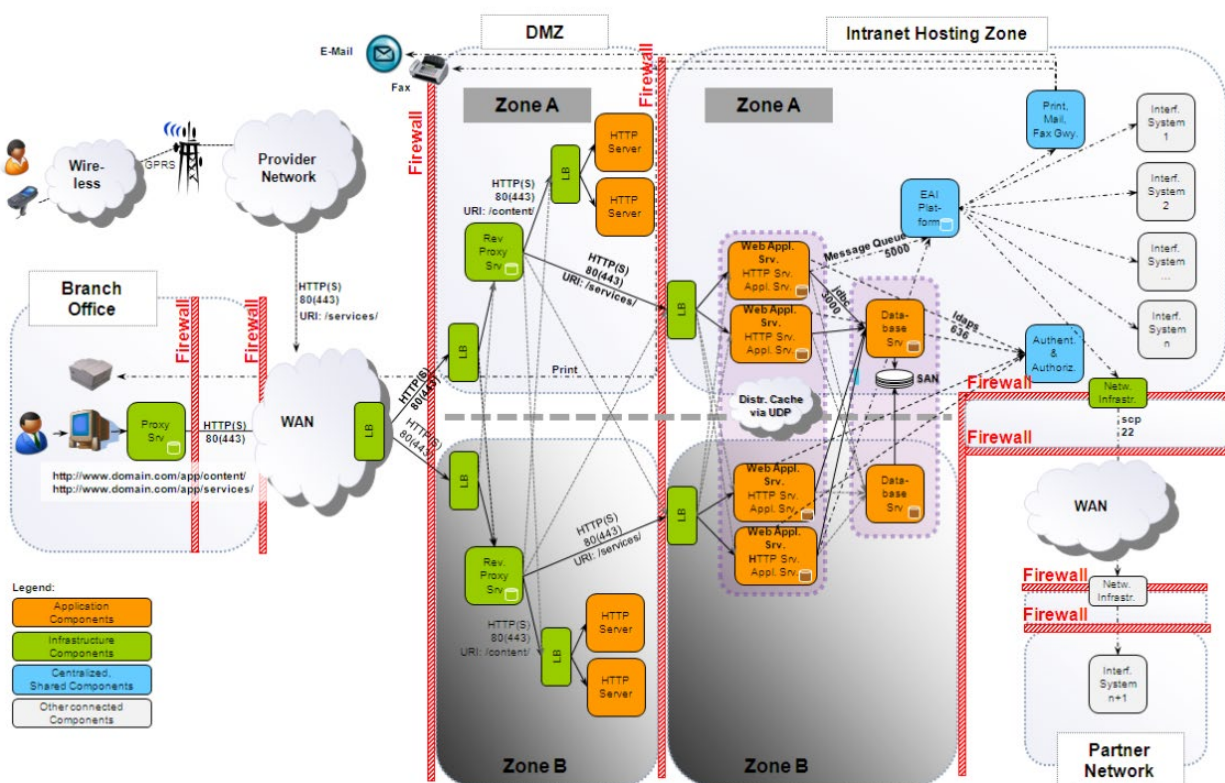 DMZ
Intranet Hosting Zone
E-Mail
Fax
Firewall
Firewall
Firewall
Zone A
Zone A
HTTP
Server
HTTP
Server
LB
Print,
Mail,
Fax Gwy.
Interf.
System
1
Wire-
less
GPRS
Provider
Network
HTTP(S)
80(443)
URI: /content/
EAI
Plat-
form
Interf.
System
2
Rev
Proxy
Srv
HTTP(S)
80(443)
URI: /services/
Web Appl.
Srv.
HTTP Srv.
Appl. Srv.
Message Queue
5000
Interf.
System
...
Branch
Office
Firewall
Firewall
HTTP(S)
80(443)
URI: /services/
LB
LB
Web Appl.
Srv.
HTTP Srv.
Appl. Srv.
jdbc
3000
Data-
base
Srv
ldaps
636
Authent.
&
Authoriz.
Interf.
System
n
Print
SAN
Firewall
Netw.
Infrastr.
Proxy
Srv
HTTP(S)
80(443)
WAN
LB
HTTP(S)
80(443)
HTTP(S)
80(443)
Distr. Cache
via UDP
Firewall
scp
22
http://www.domain.com/app/content/
http://www.domain.com/app/services/
LB
LB
Web Appl.
Srv.
HTTP Srv.
Appl. Srv.
Data-
base
Srv
WAN
Rev.
Proxy
Srv
HTTP(S)
80(443)
URI: /services/
Web Appl.
Srv.
HTTP Srv.
Appl. Srv.
Firewall
Netw.
Infrastr.
Firewall
Legend:
Application
Components
Infrastructure
Components
Centralized,
Shared Components
Other connected
Components
HTTP(S)
80(443)
URI: /content/
LB
HTTP
Server
HTTP
Server
Interf.
System
n+1
Zone B
Zone B
Partner
Network